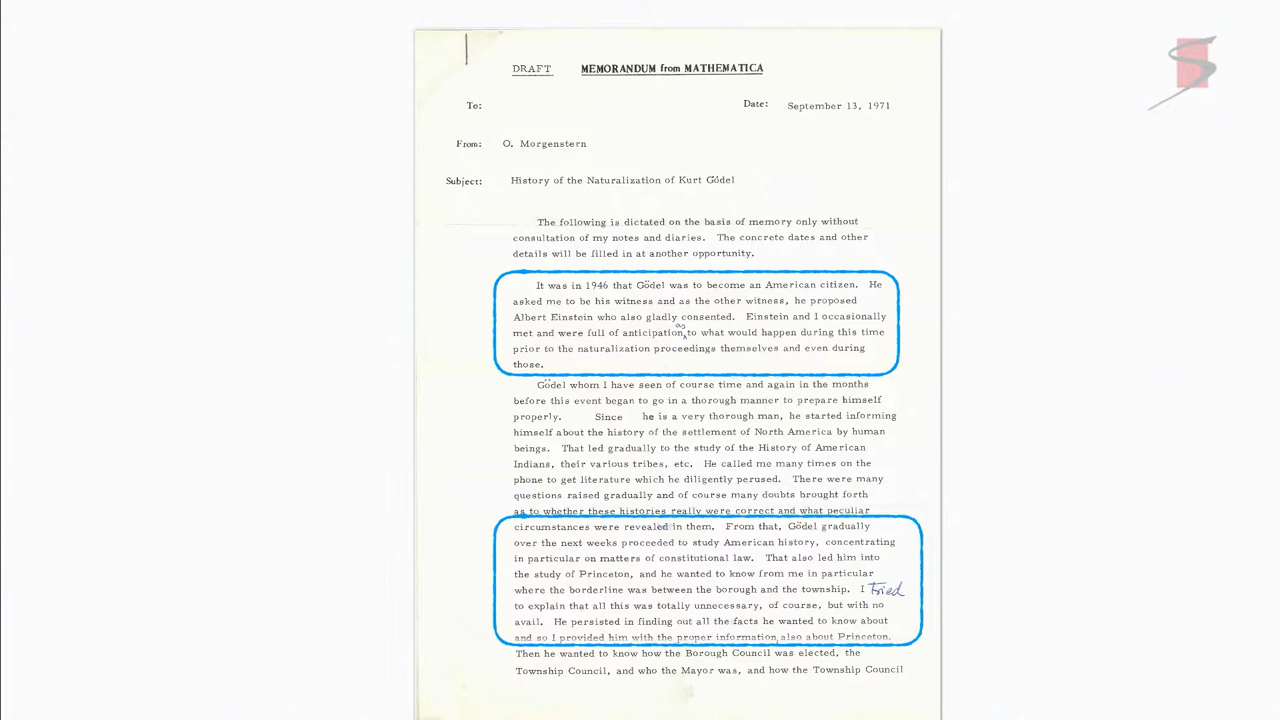 DRAFT MEMORANDUM from MATHEMATICA
To: Date: September 13, 1971
From: O. Morgenstern
Subject: History of the Naturalization of Kurt Gödel
The following is dictated on the basis of memory only without
consultation of my notes and diaries. The concrete dates and other
details will be filled in at another opportunity.
It was in 1946 that Gödel was to become an American citizen. He
asked me to be his witness and as the other witness, he proposed
Albert Einstein who also gladly consented. Einstein and I occasionally
met and were full of anticipation as to what would happen during this time
prior to the naturalization proceedings themselves and even during
those.
Gödel whom I have seen of course time and again in the months
before this event began to go in a thorough manner to prepare himself
properly. Since he is a very thorough man, he started informing
himself about the history of the settlement of North America by human
beings. That led gradually to the study of the History of American
Indians, their various tribes, etc. He called me many times on the
phone to get literature which he diligently perused. There were many
questions raised gradually and of course many doubts brought forth
as to whether these histories really were correct and what peculiar
circumstances were revealed in them. From that, Gödel gradually
over the next weeks proceeded to study American history, concentrating
in particular on matters of constitutional law. That also led him into
the study of Princeton, and he wanted to know from me in particular
where the borderline was between the borough and the township. I tried
to explain that all this was totally unnecessary, of course, but with no
avail. He persisted in finding out all the facts he wanted to know about
and so I provided him with the proper information, also about Princeton.
Then he wanted to know how the Borough Council was elected, the
Township Council, and who the Mayor was, and how the Township Council